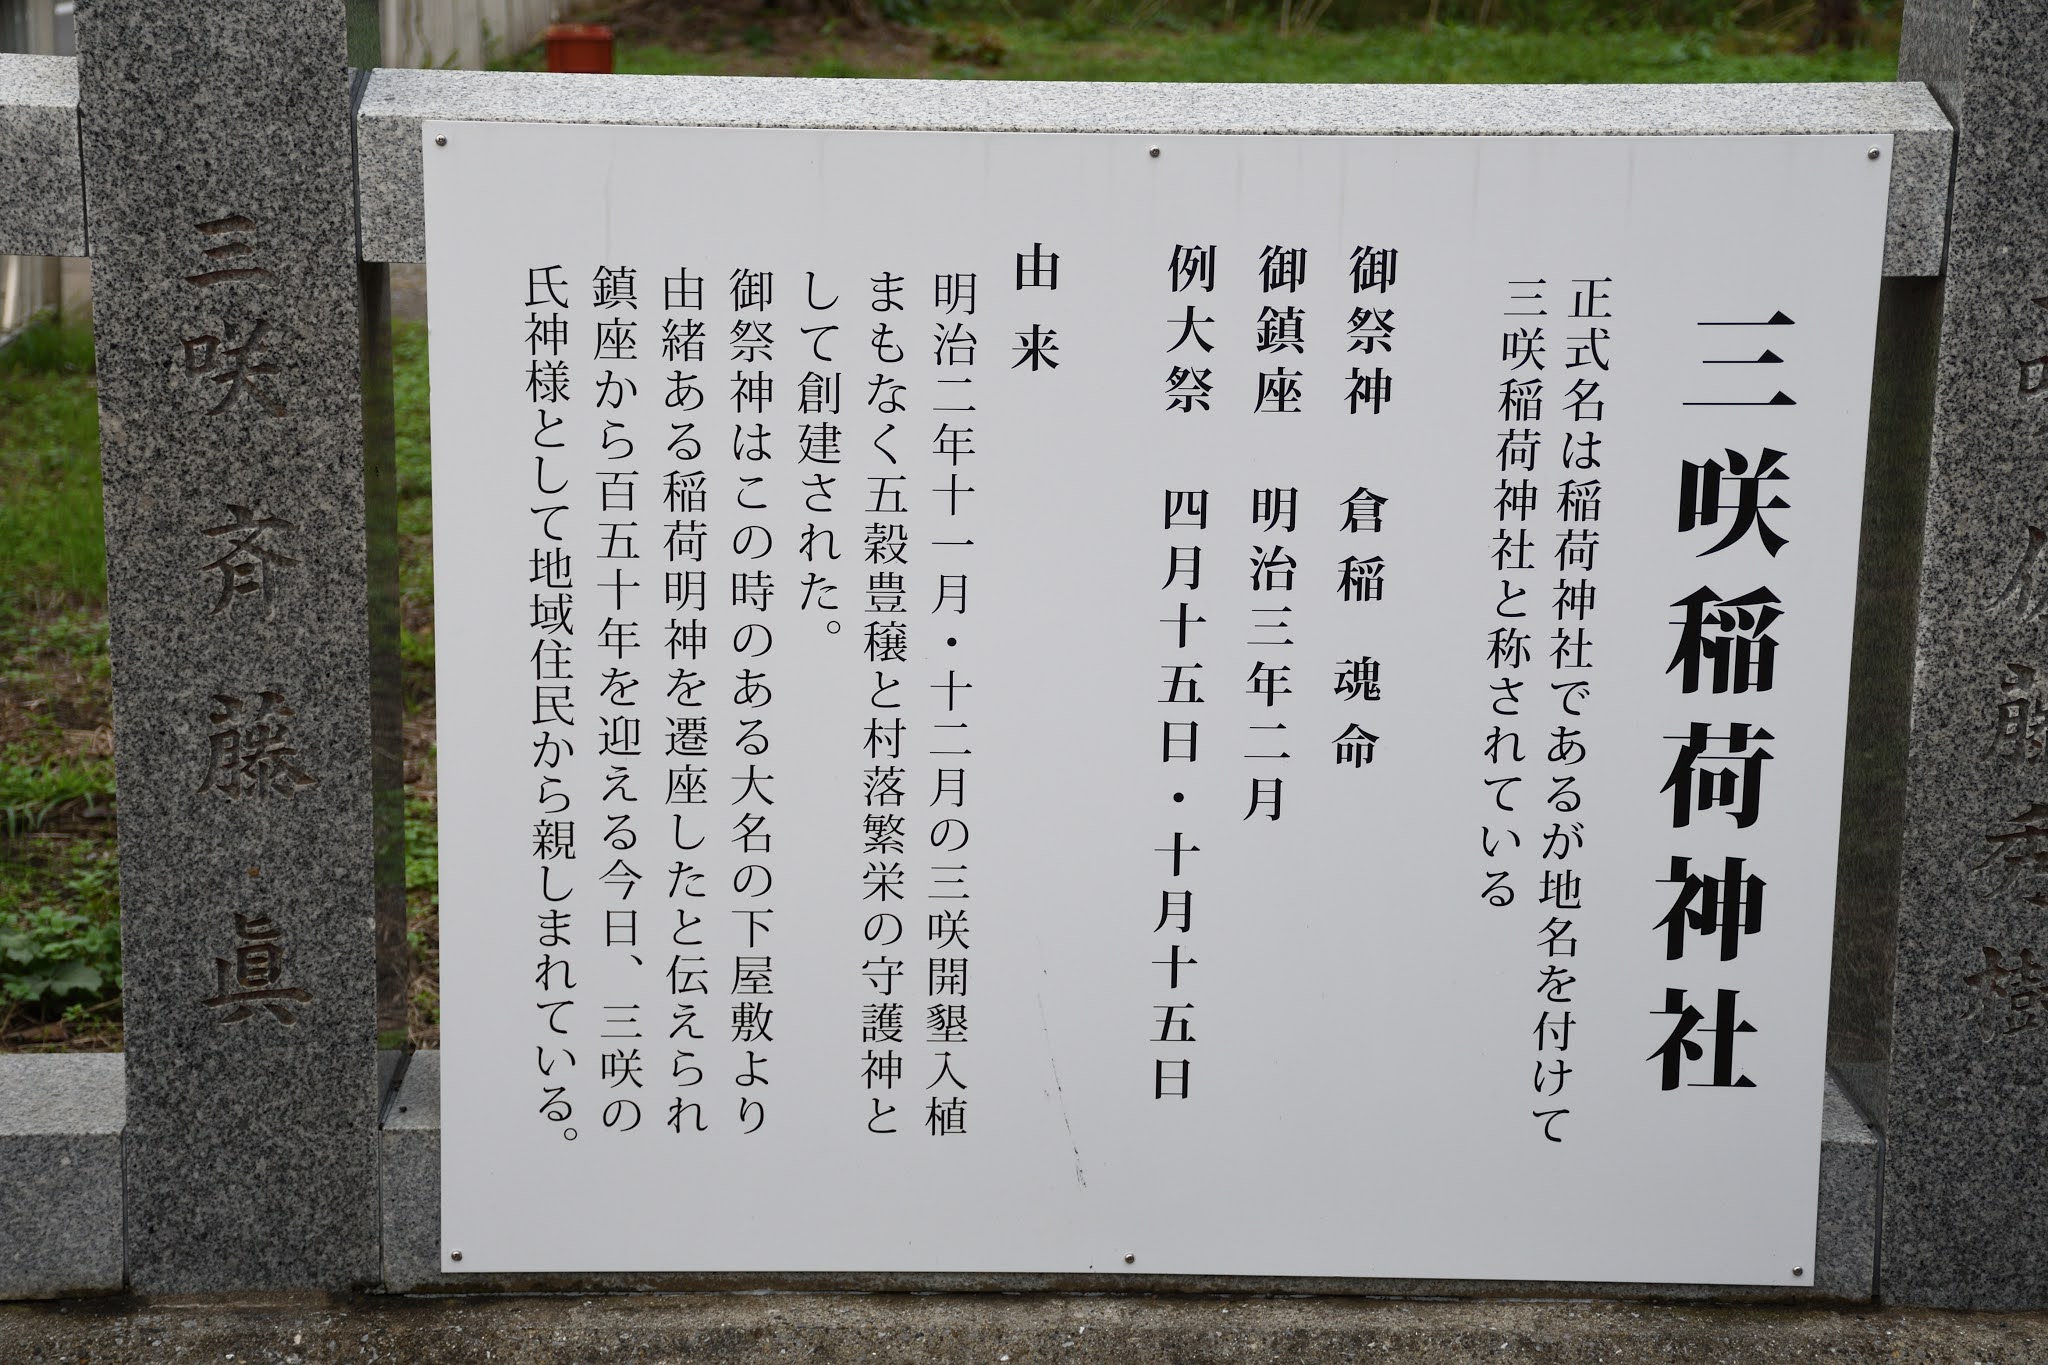 三咲稲荷神社
正式名は稲荷神社であるが地名を付けて
三咲稲荷神社と称されている
御祭神 倉稲魂命
御鎮座 明治三年二月
例大祭 四月十五日・十月十五日
由来
明治二年十一月・十二月の三咲開墾入植
まもなく五穀豊穣と村落繁栄の守護神と
して創建された。
御祭神はこの時のある大名の下屋敷より
由緒ある稲荷明神を遷座したと伝えられ
鎮座から百五十年を迎える今日、三咲の
氏神様として地域住民から親しまれている。
三咲 斉藤 眞